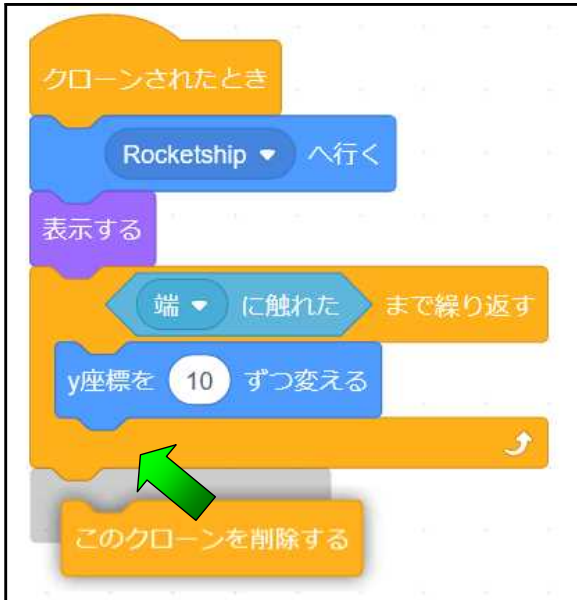 クローンされたとき
Rocketship へ行く
表示する
端 に触れた まで繰り返す
y座標を 10 ずつ変える
このクローンを削除する